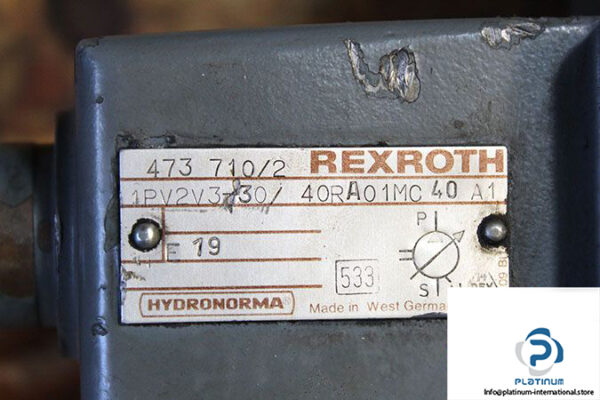 473 710/2 REXROTH
1PV2V3-30/ 40RA01MC 40 A1
F 19
P
533
S
HYDRONORMA
Made in West Germa
PLATINUM
Info@platinum-international.store